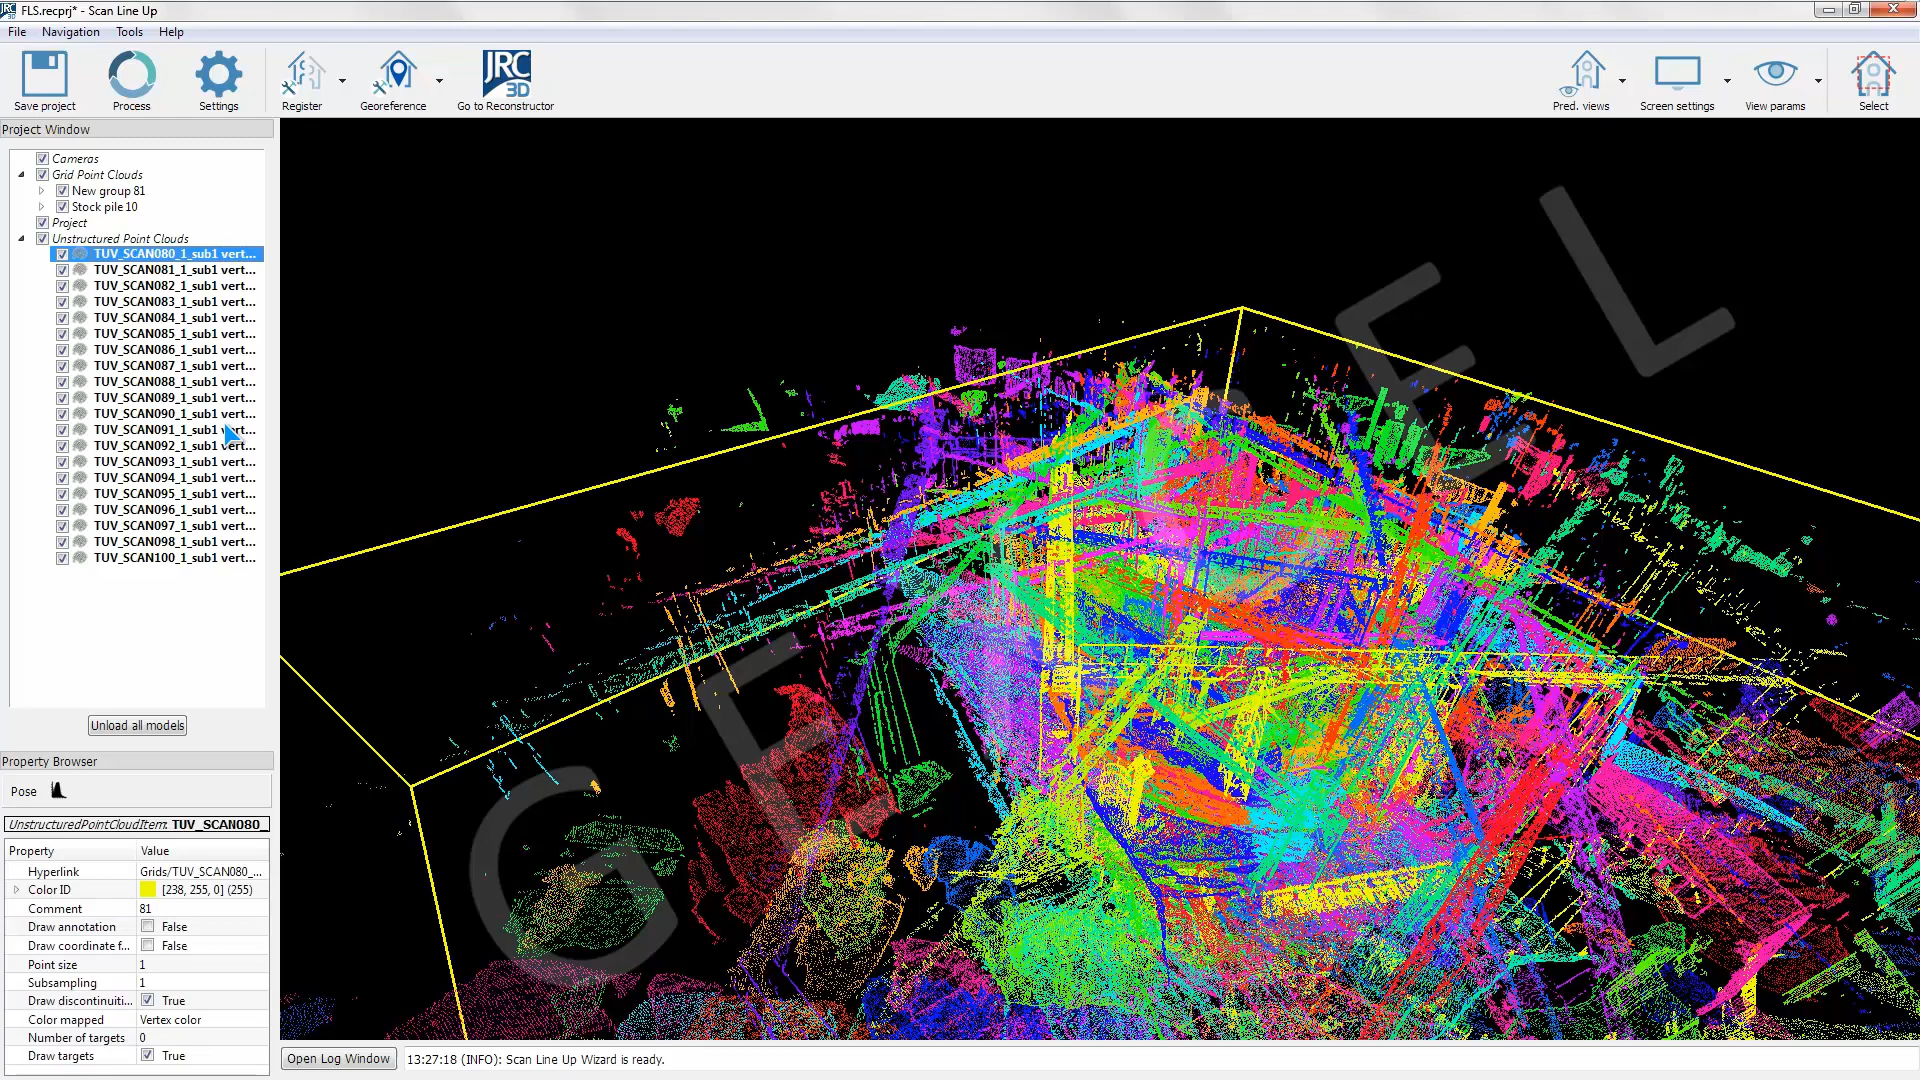 JRC 3D FLS.recprj* - Scan Line Up
File Navigation Tools Help
JRC 3D
Save project Process Settings Register Georeference Go to Reconstructor Pred. views Screen settings View params Select
Project Window
Cameras
Grid Point Clouds
New group 81
Stock pile 10
Project
Unstructured Point Clouds
TUV_SCAN080_1_sub1 vert...
TUV_SCAN081_1_sub1 vert...
TUV_SCAN082_1_sub1 vert...
TUV_SCAN083_1_sub1 vert...
TUV_SCAN084_1_sub1 vert...
TUV_SCAN085_1_sub1 vert...
TUV_SCAN086_1_sub1 vert...
TUV_SCAN087_1_sub1 vert...
TUV_SCAN088_1_sub1 vert...
TUV_SCAN089_1_sub1 vert...
TUV_SCAN090_1_sub1 vert...
TUV_SCAN091_1_sub1 vert...
TUV_SCAN092_1_sub1 vert...
TUV_SCAN093_1_sub1 vert...
TUV_SCAN094_1_sub1 vert...
TUV_SCAN095_1_sub1 vert...
TUV_SCAN096_1_sub1 vert...
TUV_SCAN097_1_sub1 vert...
TUV_SCAN098_1_sub1 vert...
TUV_SCAN100_1_sub1 vert...
Unload all models
Property Browser
Pose
UnstructuredPointCloudItem: TUV_SCAN080_
Property Value
Hyperlink Grids/TUV_SCAN080_...
Color ID [238, 255, 0] (255)
Comment 81
Draw annotation False
Draw coordinate f... False
Point size 1
Subsampling 1
Draw discontinuiti... True
Color mapped Vertex color
Number of targets 0
Draw targets True
Open Log Window 13:27:18 (INFO): Scan Line Up Wizard is ready.